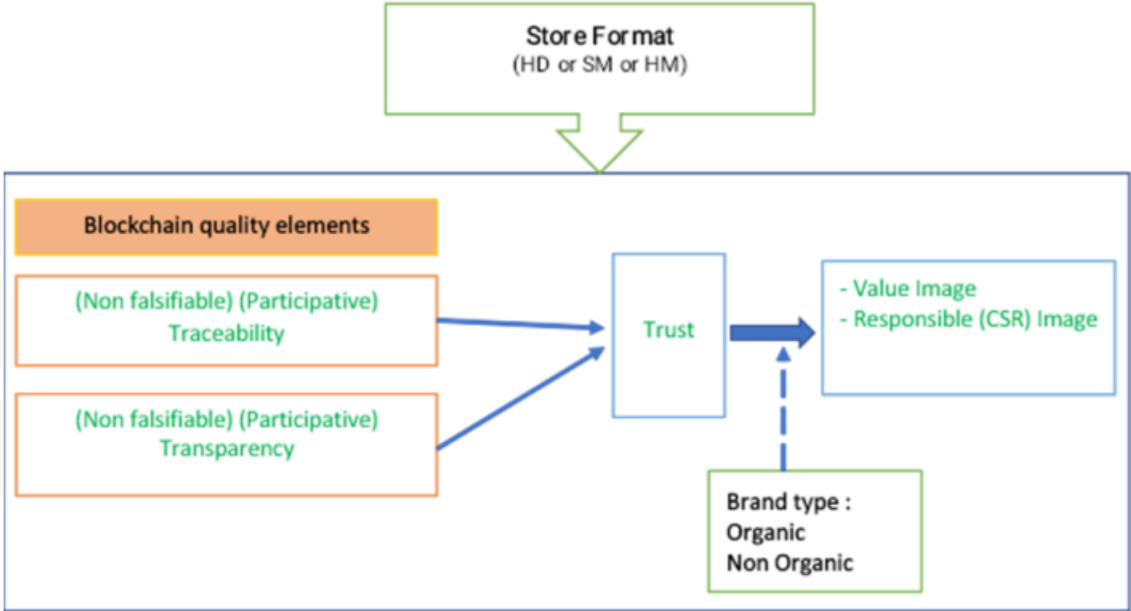 Store Format
(HD or SM or HM)
Blockchain quality elements
(Non falsifiable) (Participative)
Traceability
(Non falsifiable) (Participative)
Transparency
Trust
- Value Image
- Responsible (CSR) Image
Brand type :
Organic
Non Organic